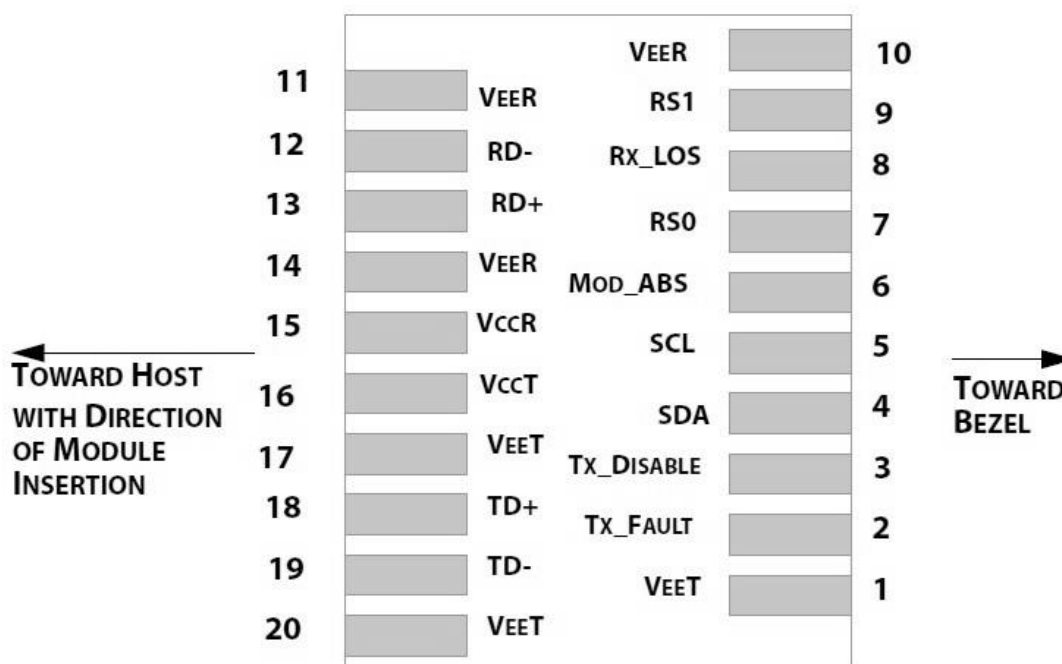 VEER 10
11 VEER
RS1 9
12 RD-
RX_LOS 8
13 RD+
RS0 7
14 VEER
MOD_ABS 6
15 VCCR
SCL 5
TOWARD HOST
WITH DIRECTION
OF MODULE
INSERTION
TOWARD
BEZEL
16 VCCT
SDA 4
17 VEET
TX_DISABLE 3
18 TD+
TX_FAULT 2
19 TD-
VEET 1
20 VEET